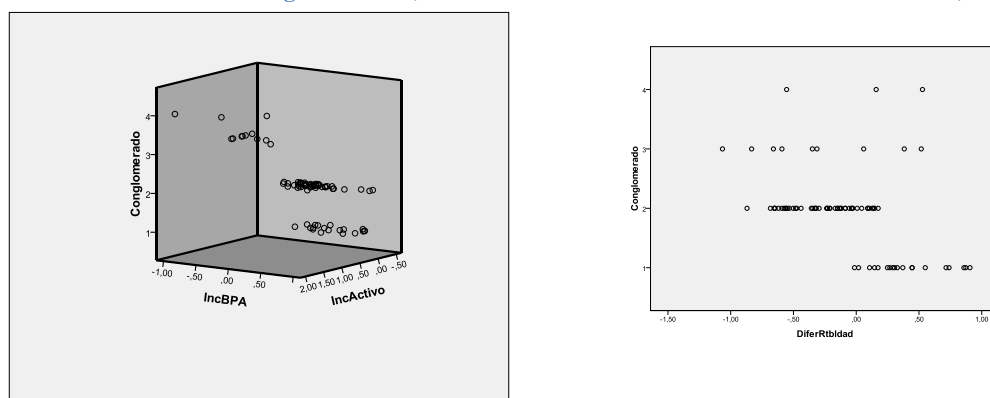 4
3
2
1
Conglomerado
-1,00 -,50 ,00 ,50
IncBPA
2,00 1,50 1,00 ,50 ,00 -,50
IncActivo
4
3
2
1
Conglomerado
-1,50 -1,00 -,50 ,00 ,50 1,00
DiferRtbldad